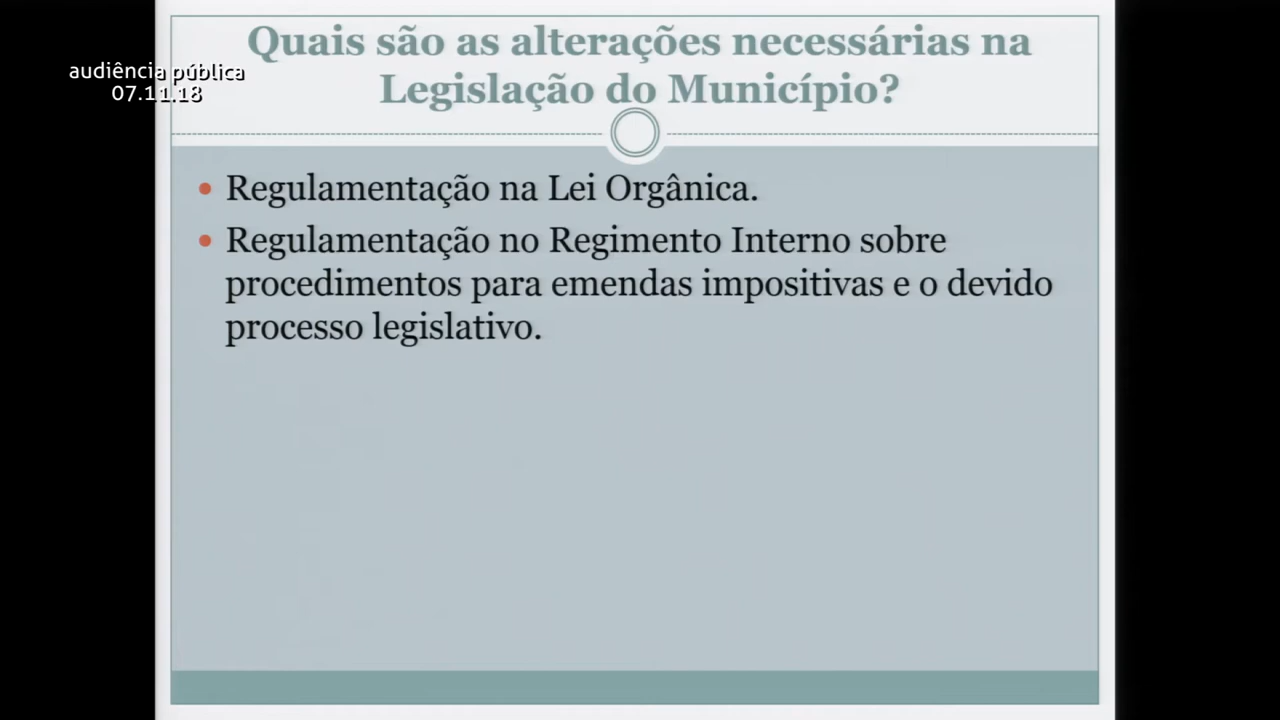 Quais são as alterações necessárias na
Legislação do Município?
audiência pública
07.11.18
Regulamentação na Lei Orgânica.
Regulamentação no Regimento Interno sobre
procedimentos para emendas impositivas e o devido
processo legislativo.